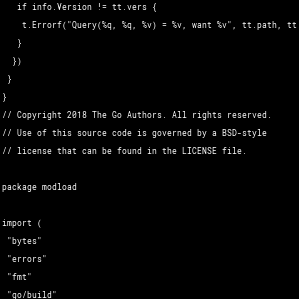 if info.Version != tt.vers {
t.Errorf("Query(%q, %q, %v) = %v, want %v", tt.path, tt
}
})
}
}
// Copyright 2018 The Go Authors. All rights reserved.
// Use of this source code is governed by a BSD-style
// license that can be found in the LICENSE file.
package modload
import (
"bytes"
"errors"
"fmt"
"go/build"